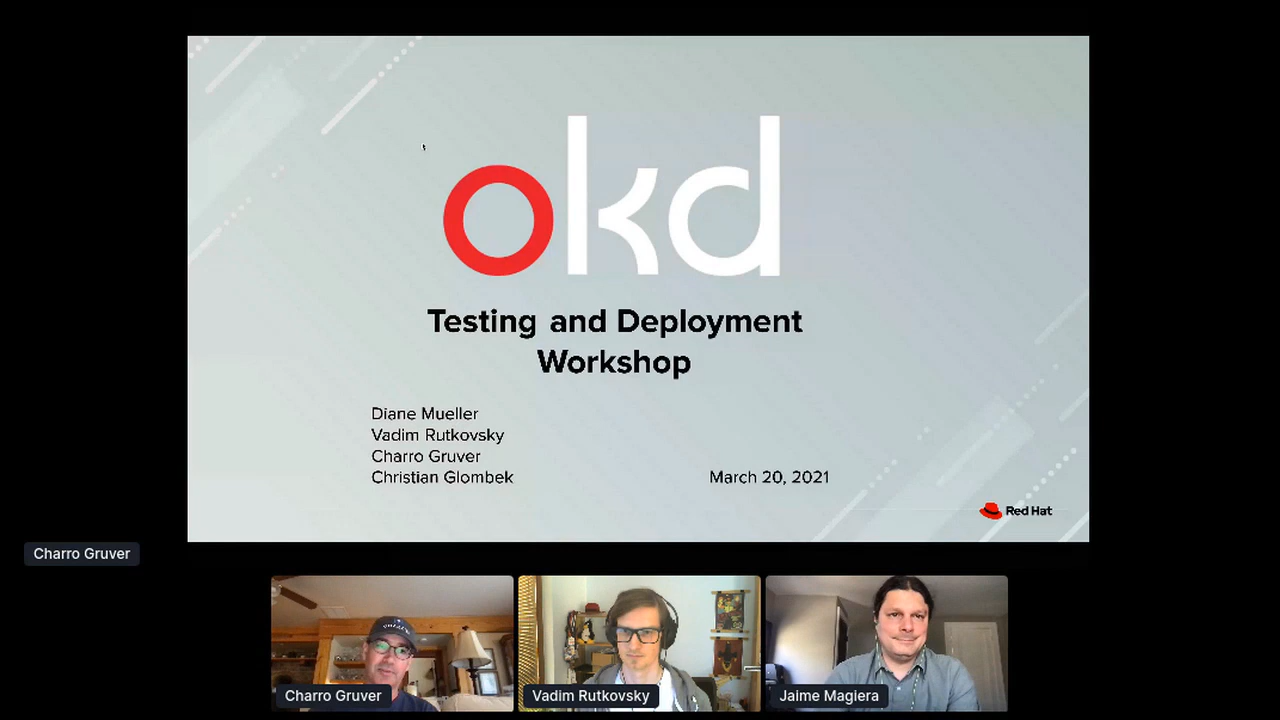 okd
Testing and Deployment
Workshop
Diane Mueller
Vadim Rutkovsky
Charro Gruver
Christian Glombek
March 20, 2021
Red Hat
Charro Gruver
Charro Gruver
Vadim Rutkovsky
Jaime Magiera